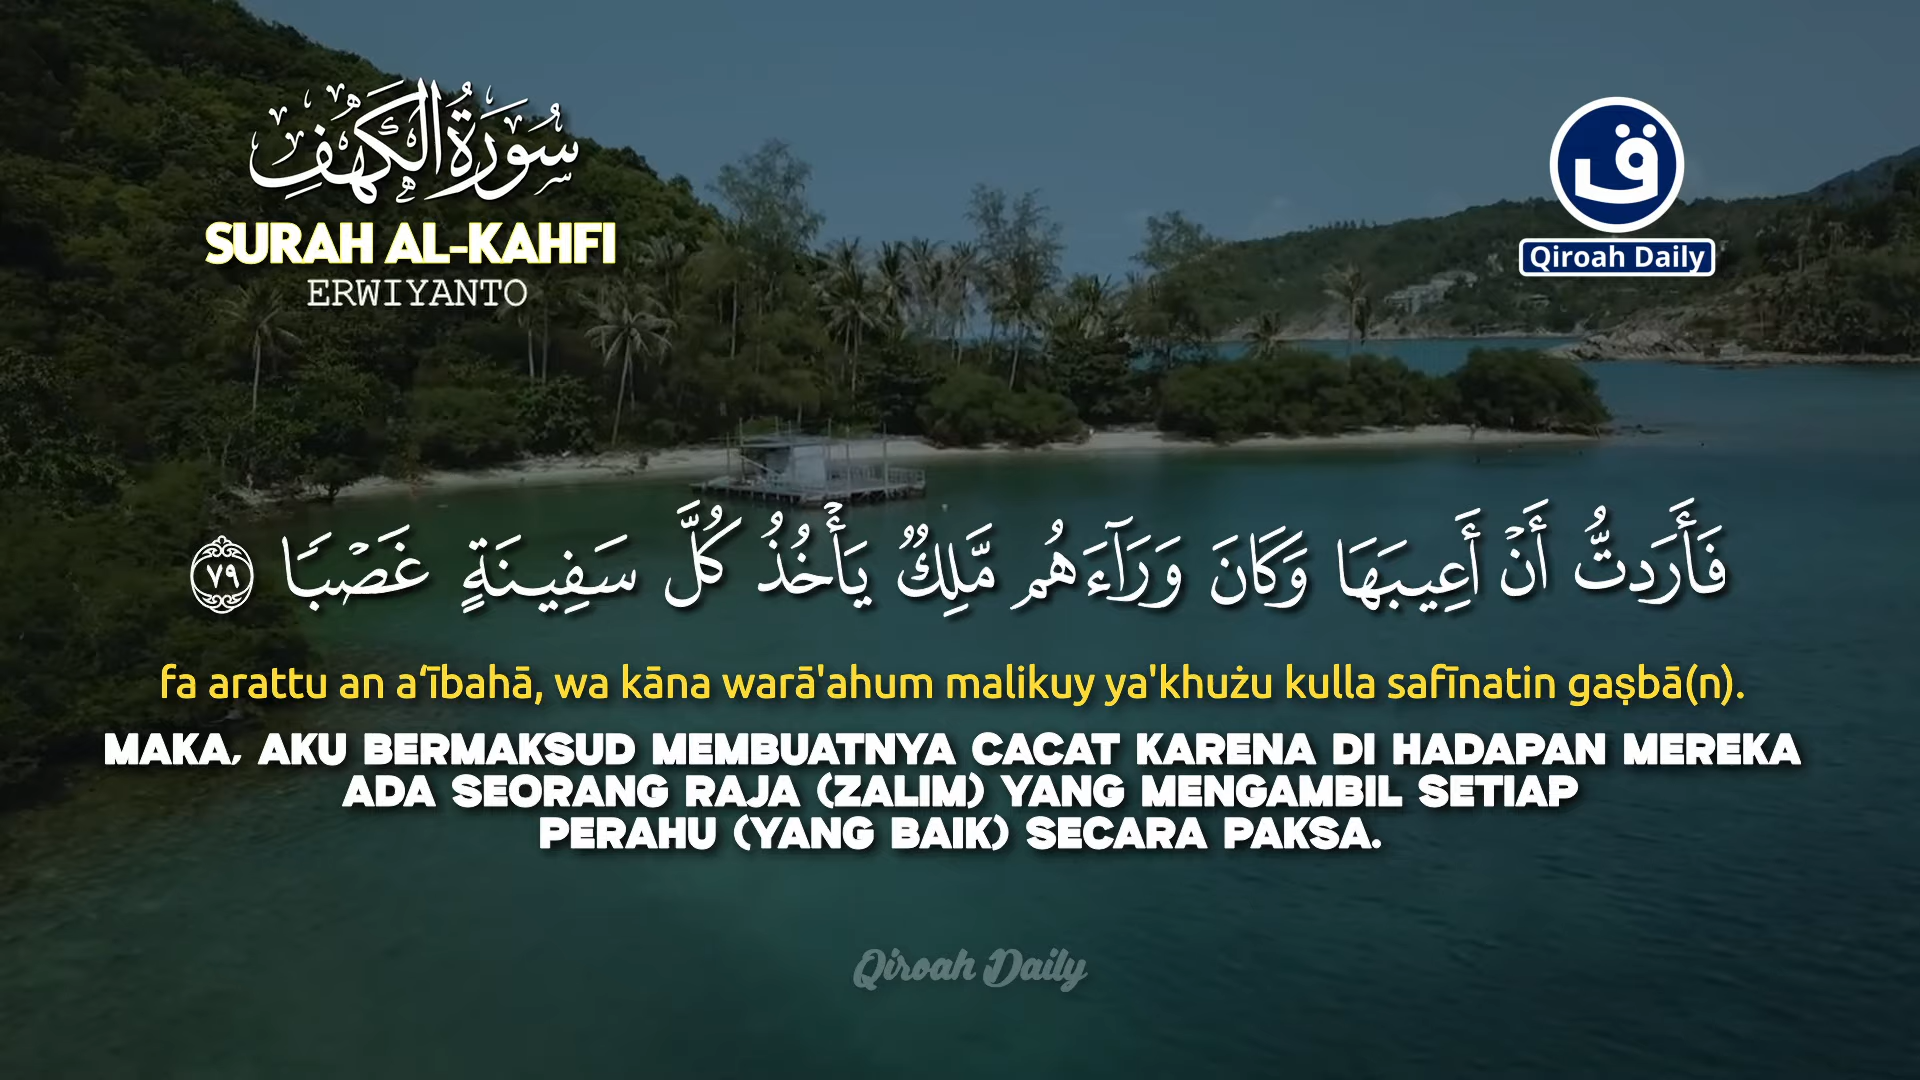 سُورَةُ الكَهْفِ
SURAH AL-KAHFI
ERWIYANTO
ق
Qiroah Daily
فَأَرَدتُّ أَنْ أَعِيبَهَا وَكَانَ وَرَآءَهُم مَّلِكٌ يَأْخُذُ كُلَّ سَفِينَةٍ غَصْبًا ٧٩
fa arattu an a‘ībahā, wa kāna warā'ahum malikuy ya'khużu kulla safīnatin gaṣbā(n).
MAKA, AKU BERMAKSUD MEMBUATNYA CACAT KARENA DI HADAPAN MEREKA
ADA SEORANG RAJA (ZALIM) YANG MENGAMBIL SETIAP
PERAHU (YANG BAIK) SECARA PAKSA.
Qiroah Daily